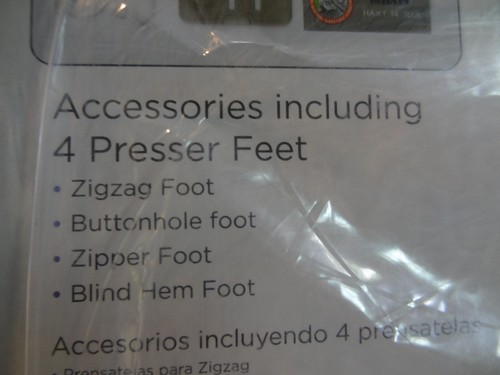 Accessories including
4 Presser Feet
• Zigzag Foot
• Buttonhole foot
• Zipper Foot
• Blind Hem Foot
Accesorios incluyendo 4 prensatelas
• Prensatelas para Zigzag